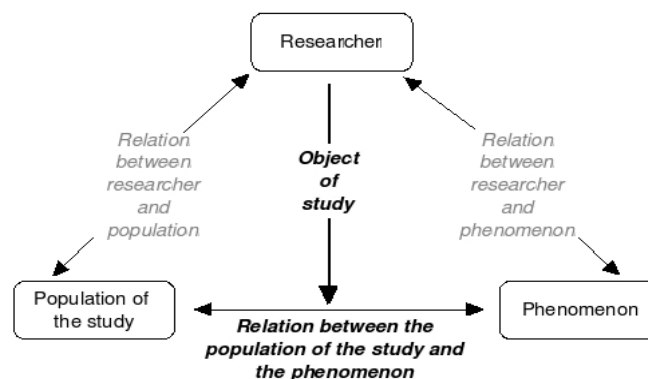 Researcher
Relation
between
researcher
and
population
Object
of
study
Relation
between
researcher
and
phenomenon
Population of
the study
Phenomenon
Relation between the
population of the study and
the phenomenon